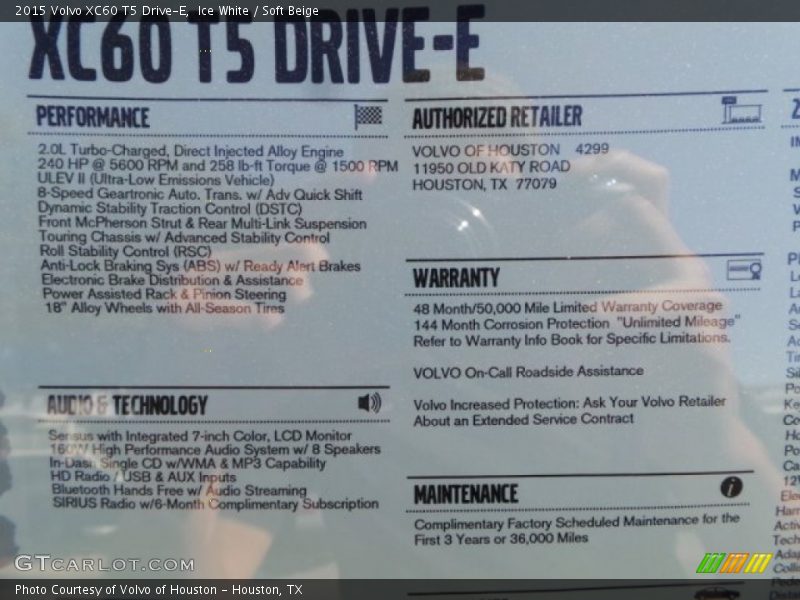 2015 Volvo XC60 T5 Drive-E, Ice White / Soft Beige
XC60 T5 DRIVE-E
PERFORMANCE
2.0L Turbo-Charged, Direct Injected Alloy Engine
240 HP @ 5600 RPM and 258 lb-ft Torque @ 1500 RPM
ULEV II (Ultra-Low Emissions Vehicle)
8-Speed Geartronic Auto. Trans. w/ Adv Quick Shift
Dynamic Stability Traction Control (DSTC)
Front McPherson Strut & Rear Multi-Link Suspension
Touring Chassis w/ Advanced Stability Control
Roll Stability Control (RSC)
Anti-Lock Braking Sys (ABS) w/ Ready Alert Brakes
Electronic Brake Distribution & Assistance
Power Assisted Rack & Pinion Steering
18" Alloy Wheels with All-Season Tires
AUDIO & TECHNOLOGY
Sensus with Integrated 7-inch Color, LCD Monitor
160W High Performance Audio System w/ 8 Speakers
In-Dash Single CD w/WMA & MP3 Capability
HD Radio / USB & AUX Inputs
Bluetooth Hands Free w/ Audio Streaming
SIRIUS Radio w/6-Month Complimentary Subscription
AUTHORIZED RETAILER
VOLVO OF HOUSTON 4299
11950 OLD KATY ROAD
HOUSTON, TX 77079
WARRANTY
48 Month/50,000 Mile Limited Warranty Coverage
144 Month Corrosion Protection "Unlimited Mileage"
Refer to Warranty Info Book for Specific Limitations.
VOLVO On-Call Roadside Assistance
Volvo Increased Protection: Ask Your Volvo Retailer
About an Extended Service Contract
MAINTENANCE
Complimentary Factory Scheduled Maintenance for the
First 3 Years or 36,000 Miles
GTCARLOT.COM
Photo Courtesy of Volvo of Houston - Houston, TX